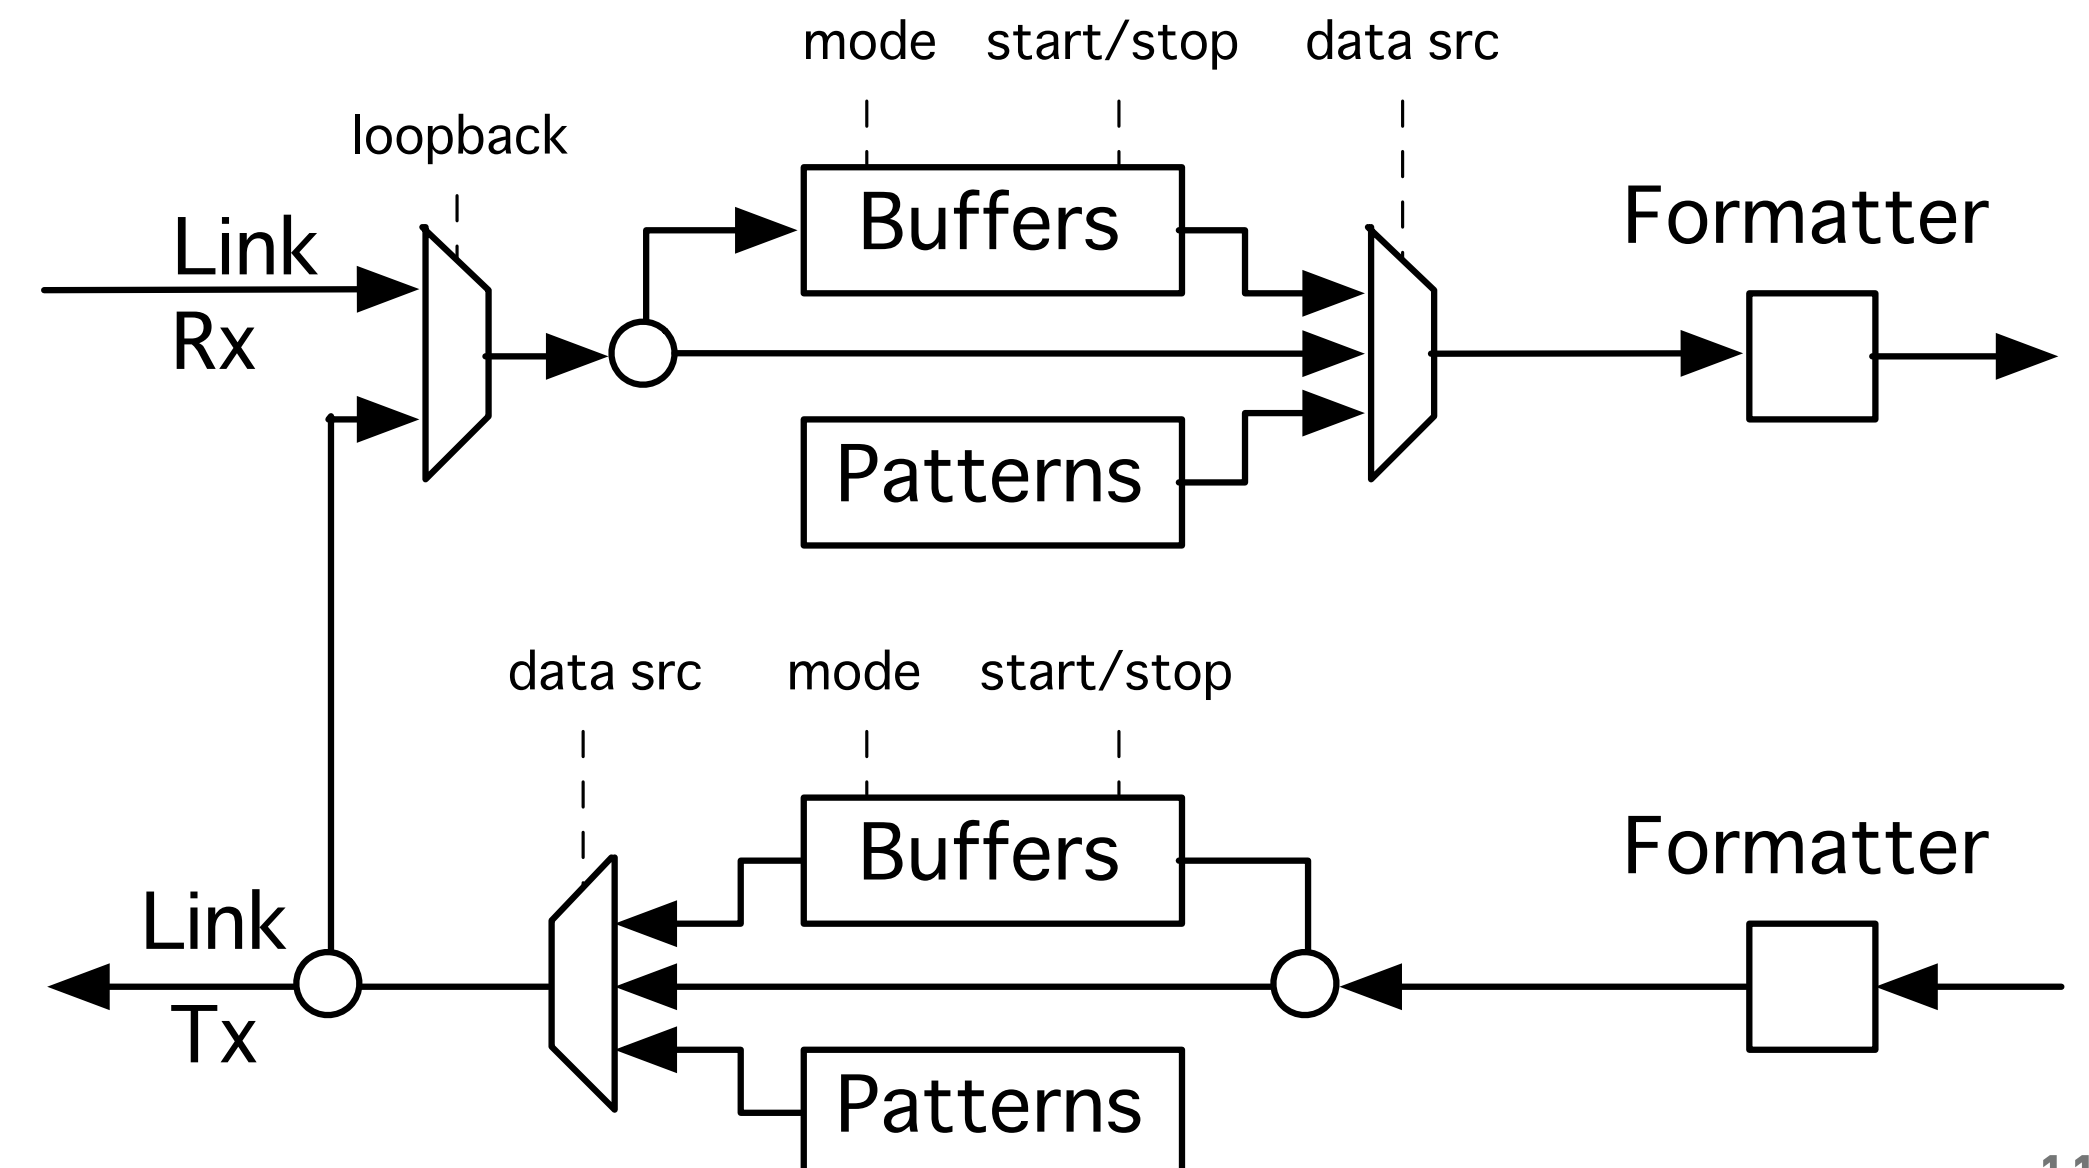 mode start/stop data src
loopback
Buffers
Formatter
Link
Rx
Patterns
data src mode start/stop
Buffers
Formatter
Link
Tx
Patterns